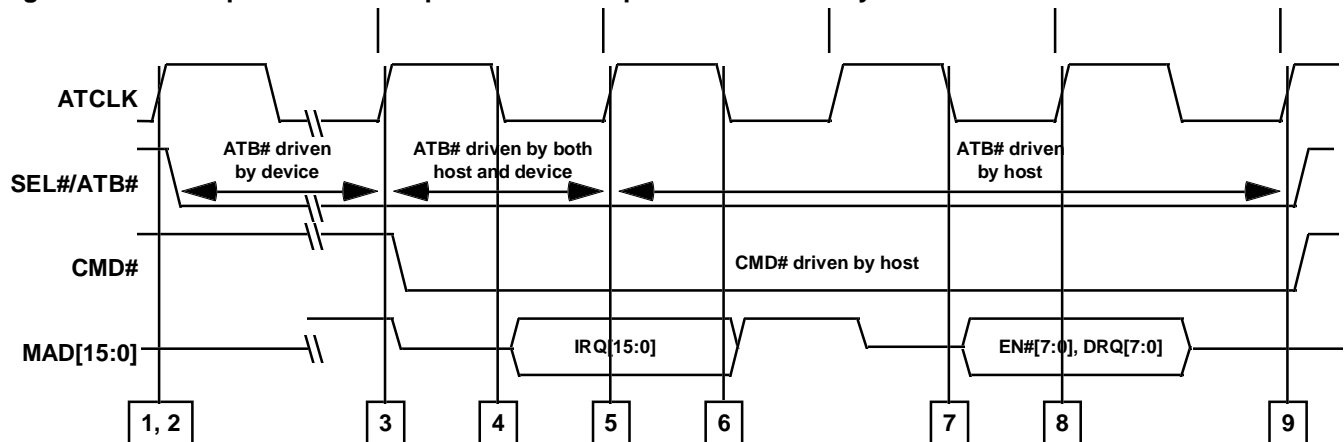 ATCLK
ATB# driven
by device
ATB# driven by both
host and device
ATB# driven
by host
SEL#/ATB#
CMD#
CMD# driven by host
MAD[15:0]
IRQ[15:0]
EN#[7:0], DRQ[7:0]
1, 2
3
4
5
6
7
8
9